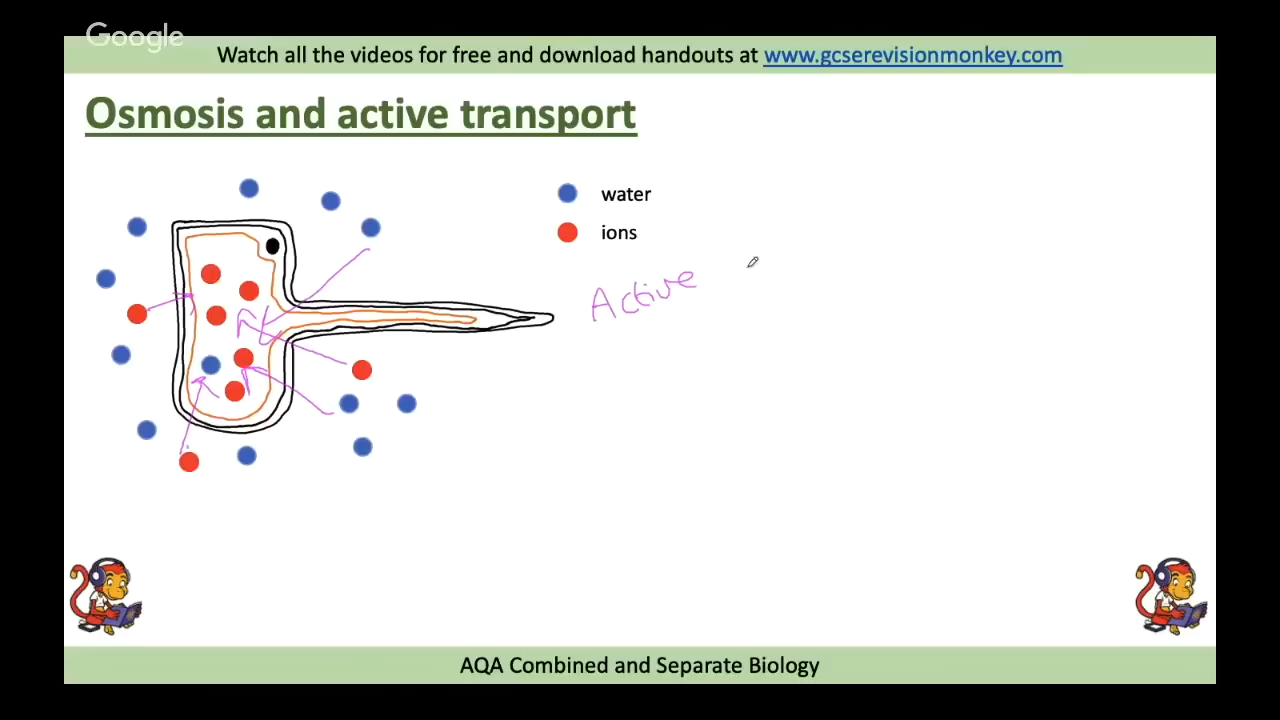 Google
Watch all the videos for free and download handouts at www.gcserevisionmonkey.com
Osmosis and active transport
water
ions
Active
AQA Combined and Separate Biology